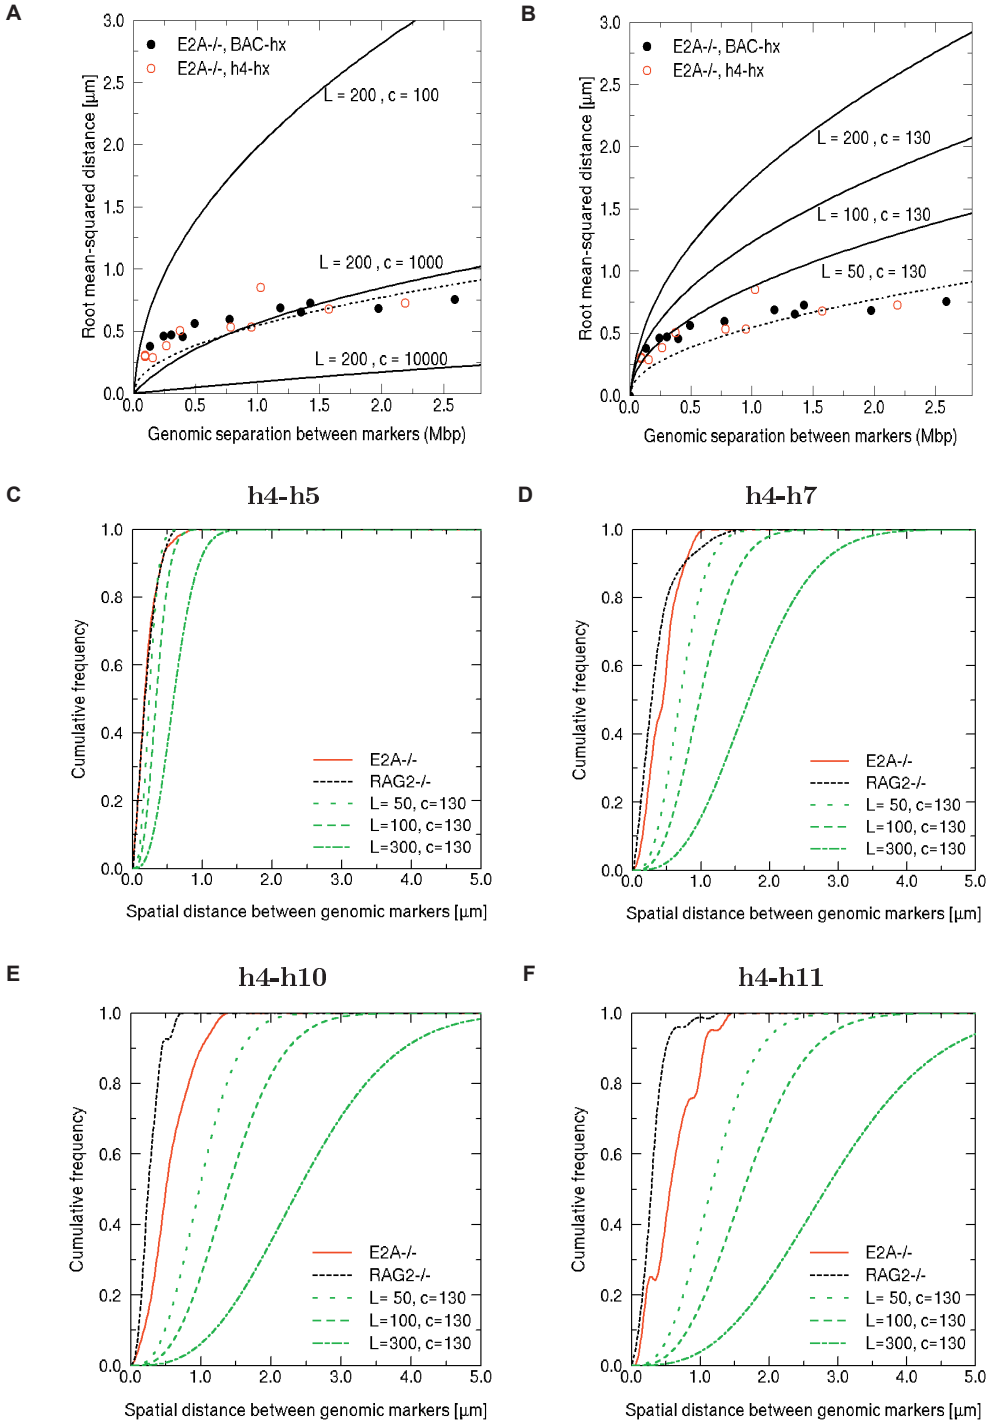 A
3.0
2.5
2.0
1.5
1.0
0.5
0.0
Root mean-squared distance [μm]
E2A-/-, BAC-hx
E2A-/-, h4-hx
L = 200 , c = 100
L = 200 , c = 1000
L = 200 , c = 10000
0.0 0.5 1.0 1.5 2.0 2.5
Genomic separation between markers (Mbp)
B
3.0
2.5
2.0
1.5
1.0
0.5
0.0
Root mean-squared distance [μm]
E2A-/-, BAC-hx
E2A-/-, h4-hx
L = 200 , c = 130
L = 100 , c = 130
L = 50 , c = 130
0.0 0.5 1.0 1.5 2.0 2.5
Genomic separation between markers (Mbp)
C
h4-h5
1.0
0.8
0.6
0.4
0.2
0.0
Cumulative frequency
E2A-/-
RAG2-/-
L= 50, c=130
L=100, c=130
L=300, c=130
0.0 1.0 2.0 3.0 4.0 5.0
Spatial distance between genomic markers [μm]
D
h4-h7
1.0
0.8
0.6
0.4
0.2
0.0
Cumulative frequency
E2A-/-
RAG2-/-
L= 50, c=130
L=100, c=130
L=300, c=130
0.0 1.0 2.0 3.0 4.0 5.0
Spatial distance between genomic markers [μm]
E
h4-h10
1.0
0.8
0.6
0.4
0.2
0.0
Cumulative frequency
E2A-/-
RAG2-/-
L= 50, c=130
L=100, c=130
L=300, c=130
0.0 1.0 2.0 3.0 4.0 5.0
Spatial distance between genomic markers [μm]
F
h4-h11
1.0
0.8
0.6
0.4
0.2
0.0
Cumulative frequency
E2A-/-
RAG2-/-
L= 50, c=130
L=100, c=130
L=300, c=130
0.0 1.0 2.0 3.0 4.0 5.0
Spatial distance between genomic markers [μm]